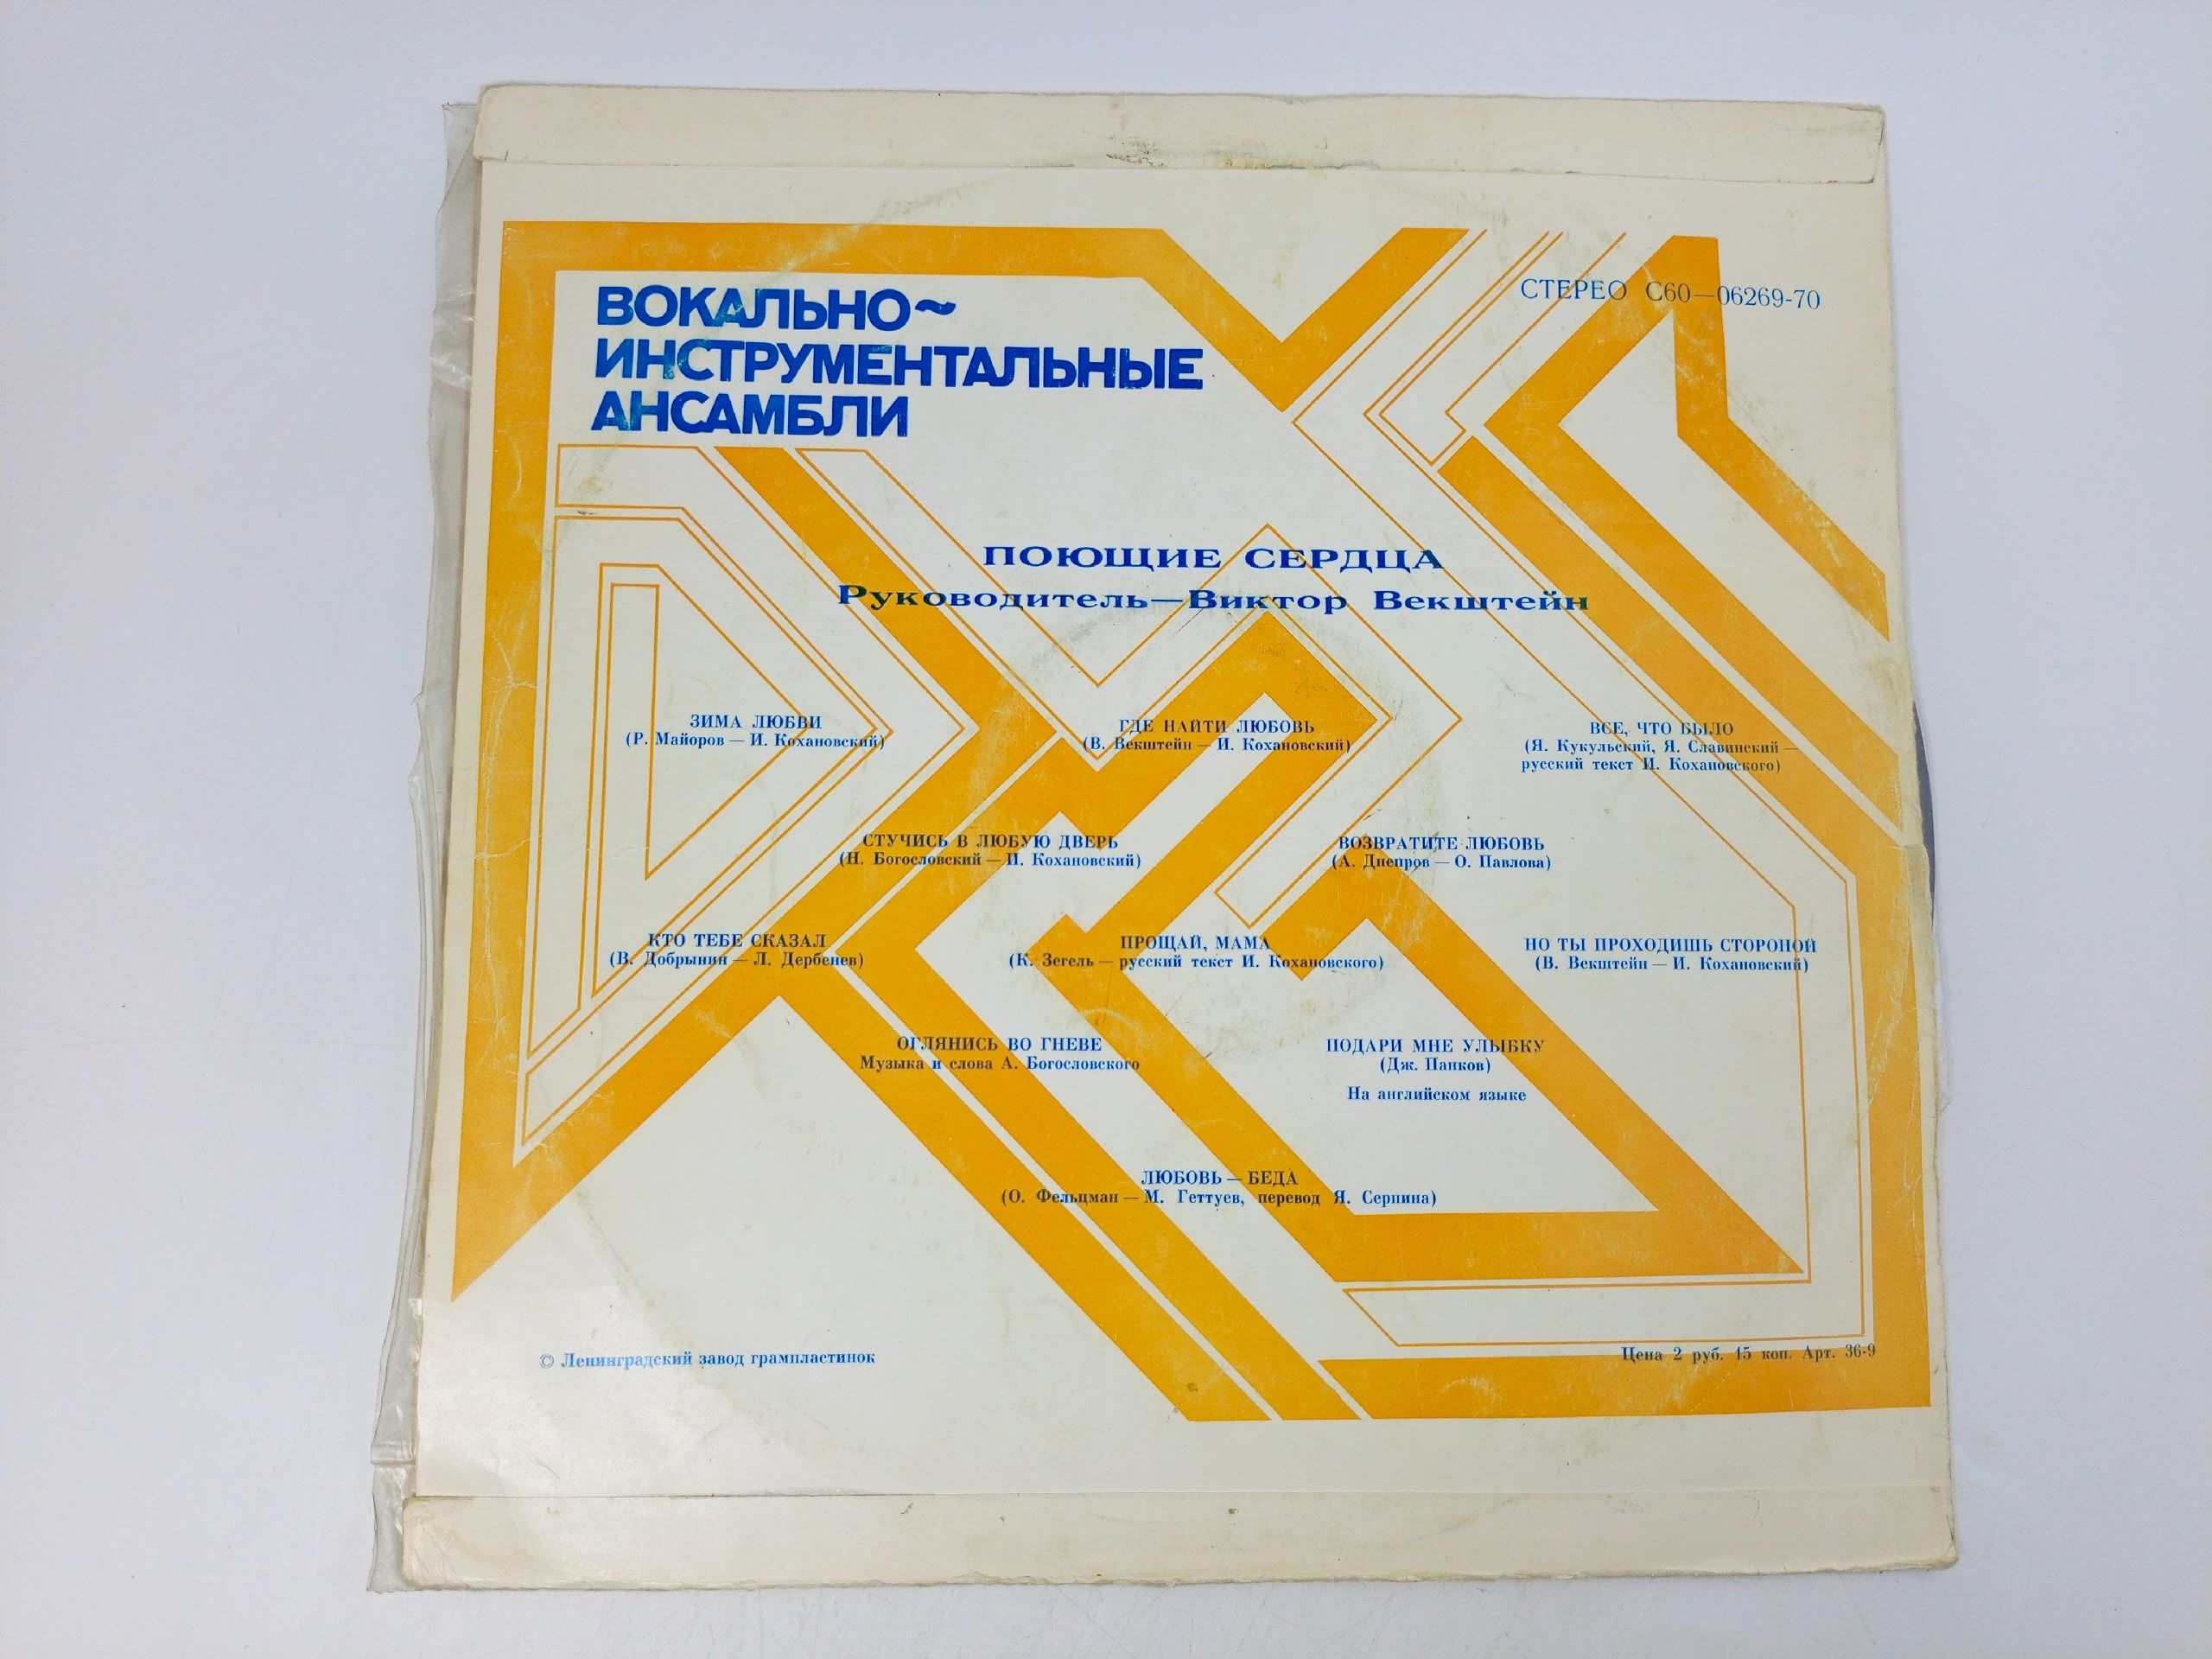 ВОКАЛЬНО~
ИНСТРУМЕНТАЛЬНЫЕ
АНСАМБЛИ
СТЕРЕО С60—06269-70
ПОЮЩИЕ СЕРДЦА
Руководитель—Виктор Векштейн
ЗИМА ЛЮБВИ
(Р. Майоров — И. Кохановский)
ГДЕ НАЙТИ ЛЮБОВЬ
(В. Векштейн — И. Кохановский)
ВСЕ, ЧТО БЫЛО
(Я. Кукульский, Я. Славинский —
русский текст И. Кохановского)
СТУЧИСЬ В ЛЮБУЮ ДВЕРЬ
(Н. Богословский — И. Кохановский)
ВОЗВРАТИТЕ ЛЮБОВЬ
(А. Днепров — О. Павлова)
КТО ТЕБЕ СКАЗАЛ
(В. Добрынин — Л. Дербенев)
ПРОЩАЙ, МАМА
(К. Зегель — русский текст И. Кохановского)
НО ТЫ ПРОХОДИШЬ СТОРОНОЙ
(В. Векштейн — И. Кохановский)
ОГЛЯНИСЬ ВО ГНЕВЕ
Музыка и слова А. Богословского
ПОДАРИ МНЕ УЛЫБКУ
(Дж. Панков)
На английском языке
ЛЮБОВЬ — БЕДА
(О. Фельцман — М. Геттуев, перевод Я. Серпина)
© Ленинградский завод грампластинок
Цена 2 руб. 15 коп. Арт. 36-9